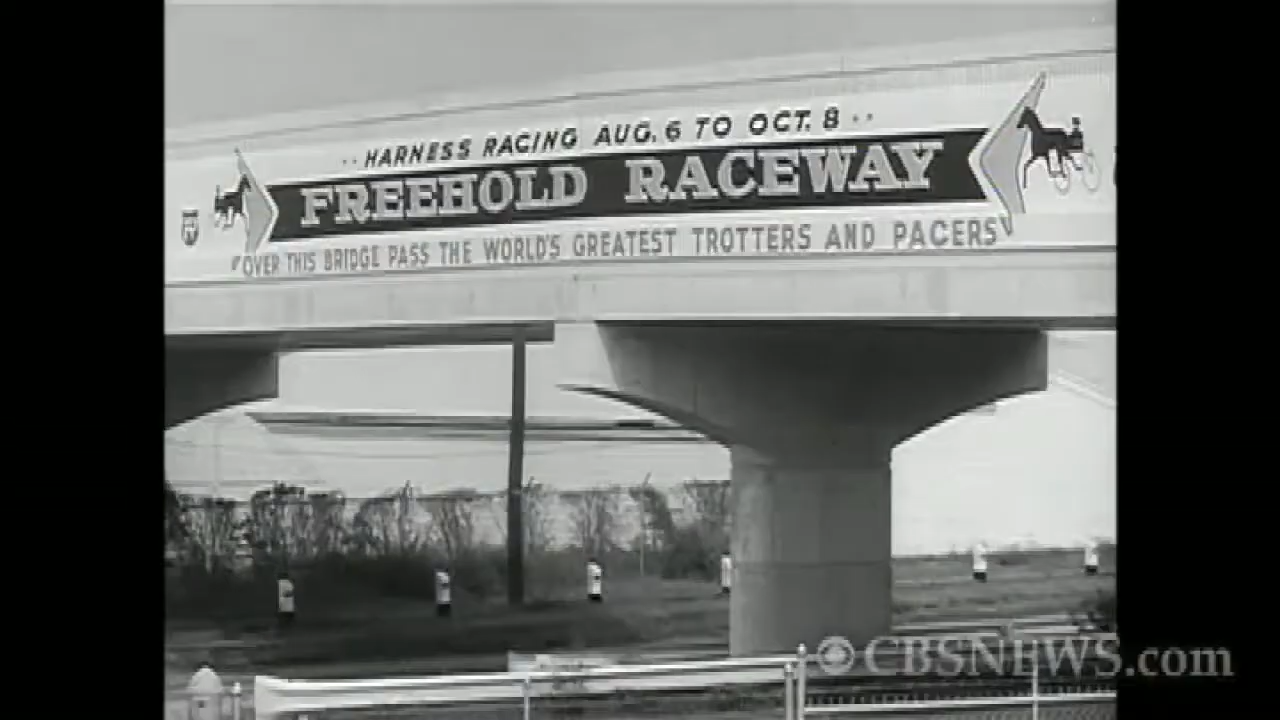 ·· HARNESS RACING AUG. 6 TO OCT. 8 ··
FREEHOLD RACEWAY
"OVER THIS BRIDGE PASS THE WORLD'S GREATEST TROTTERS AND PACERS"
CBSNEWS.com